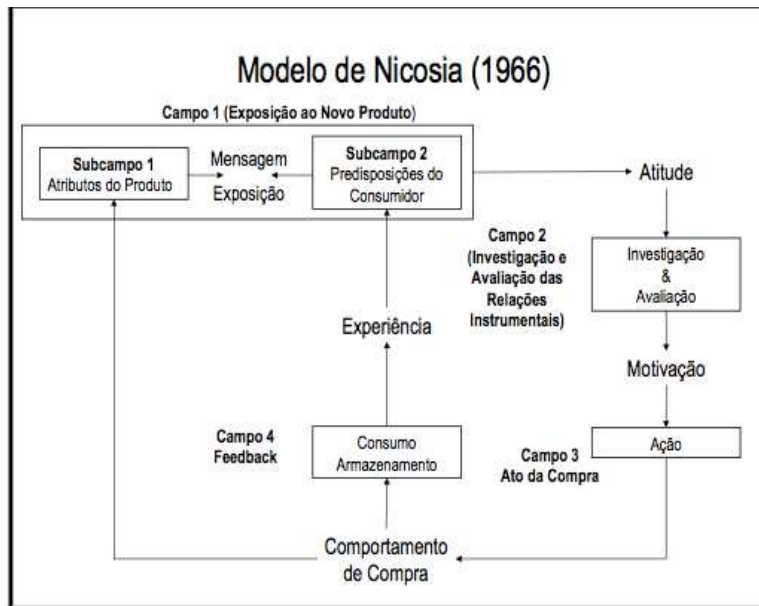 Modelo de Nicosia (1966)
Campo 1 (Exposição ao Novo Produto)
Subcampo 1
Atributos do Produto
Mensagem
Exposição
Subcampo 2
Predisposições do
Consumidor
Atitude
Campo 2
(Investigação e
Avaliação das
Relações
Instrumentais)
Investigação
&
Avaliação
Experiência
Motivação
Campo 4
Feedback
Consumo
Armazenamento
Campo 3
Ato da Compra
Ação
Comportamento
de Compra